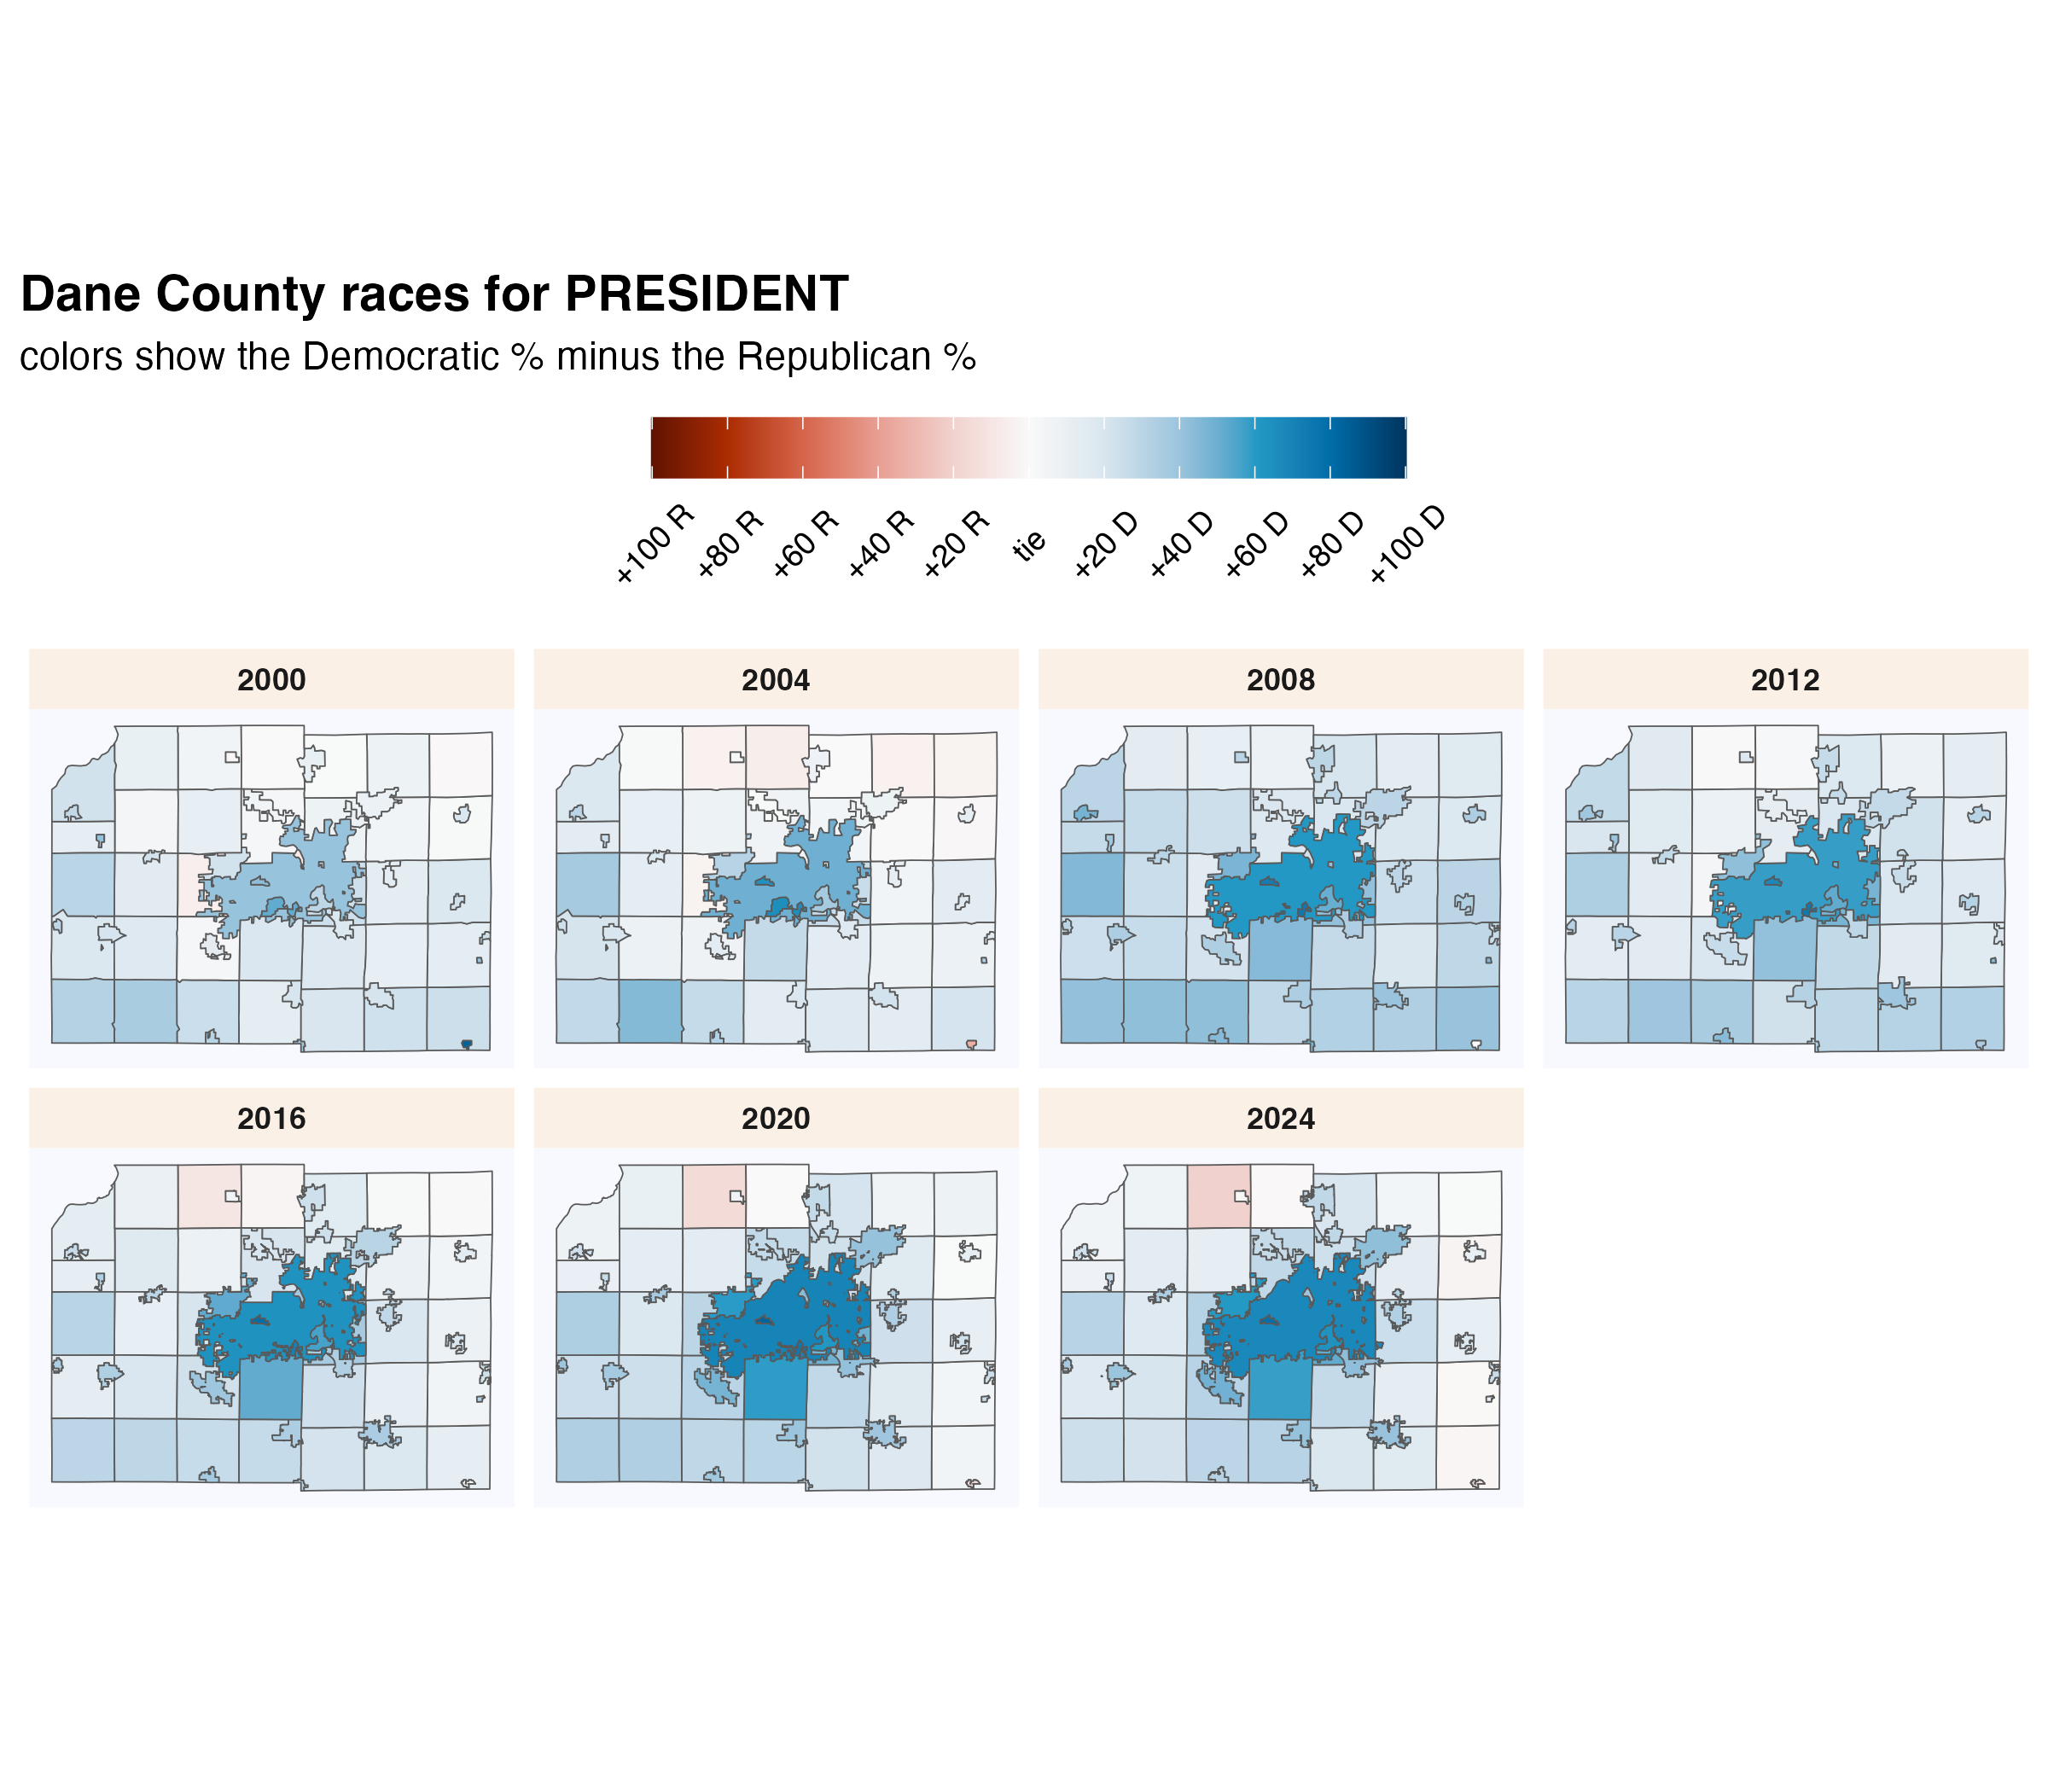 Dane County races for PRESIDENT
colors show the Democratic % minus the Republican %
+100 R +80 R +60 R +40 R +20 R tie +20 D +40 D +60 D +80 D +100 D
2000 2004 2008 2012
2016 2020 2024